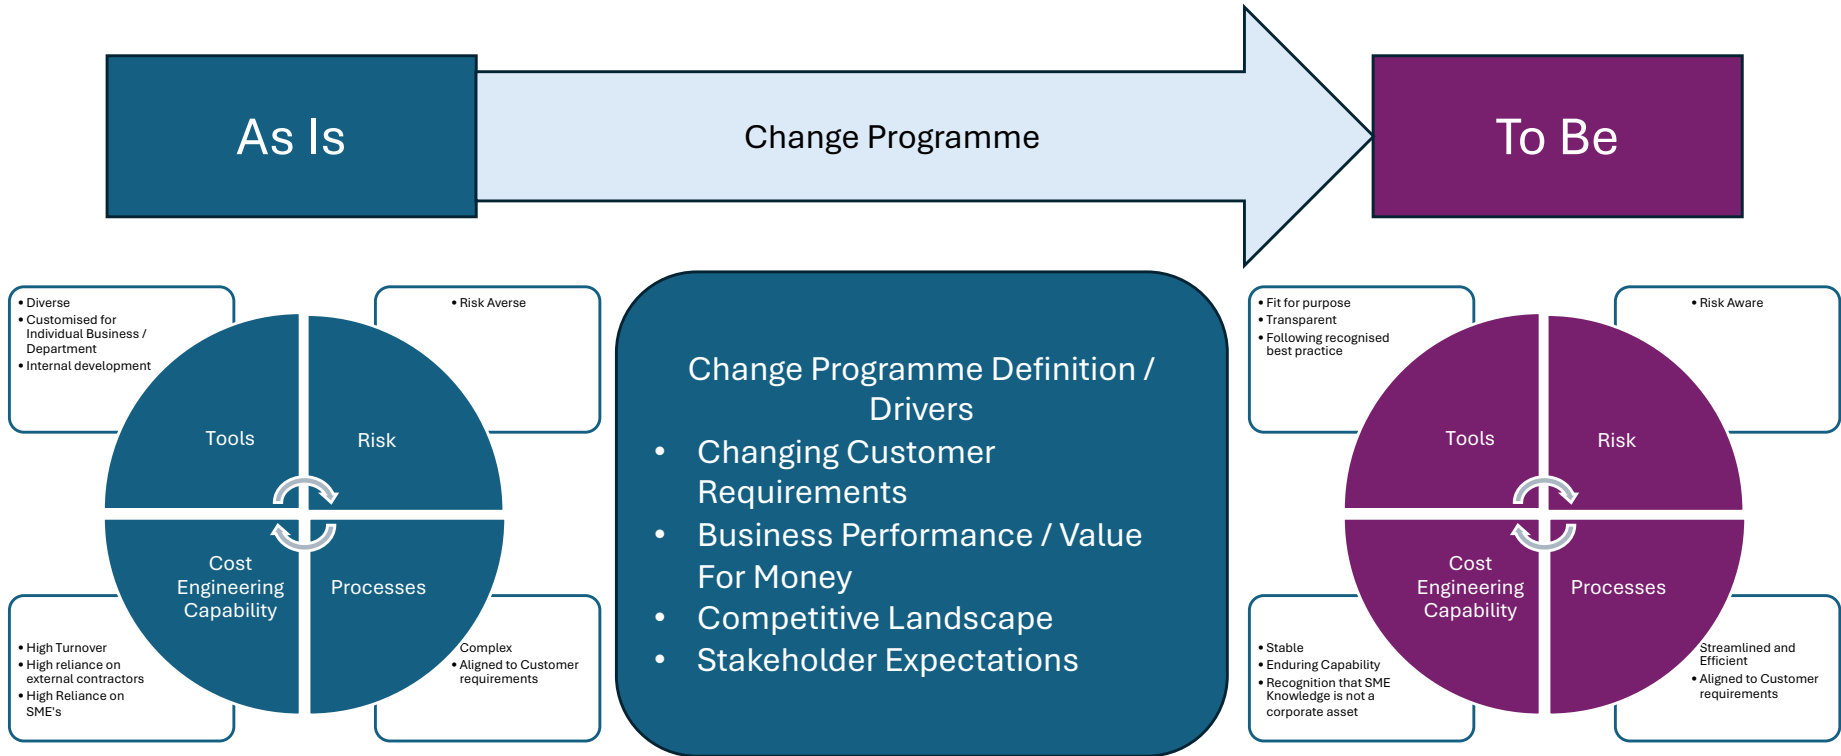 As Is
Change Programme
To Be
• Diverse
• Customised for
Individual Business /
Department
• Internal development
• Risk Averse
Tools
Risk
Cost
Engineering
Capability
Processes
• High Turnover
• High reliance on
external contractors
• High Reliance on
SME's
Complex
• Aligned to Customer
requirements
Change Programme Definition /
Drivers
• Changing Customer
Requirements
• Business Performance / Value
For Money
• Competitive Landscape
• Stakeholder Expectations
• Fit for purpose
• Transparent
• Following recognised
best practice
• Risk Aware
Tools
Risk
Cost
Engineering
Capability
Processes
• Stable
• Enduring Capability
• Recognition that SME
Knowledge is not a
corporate asset
Streamlined and
Efficient
• Aligned to Customer
requirements